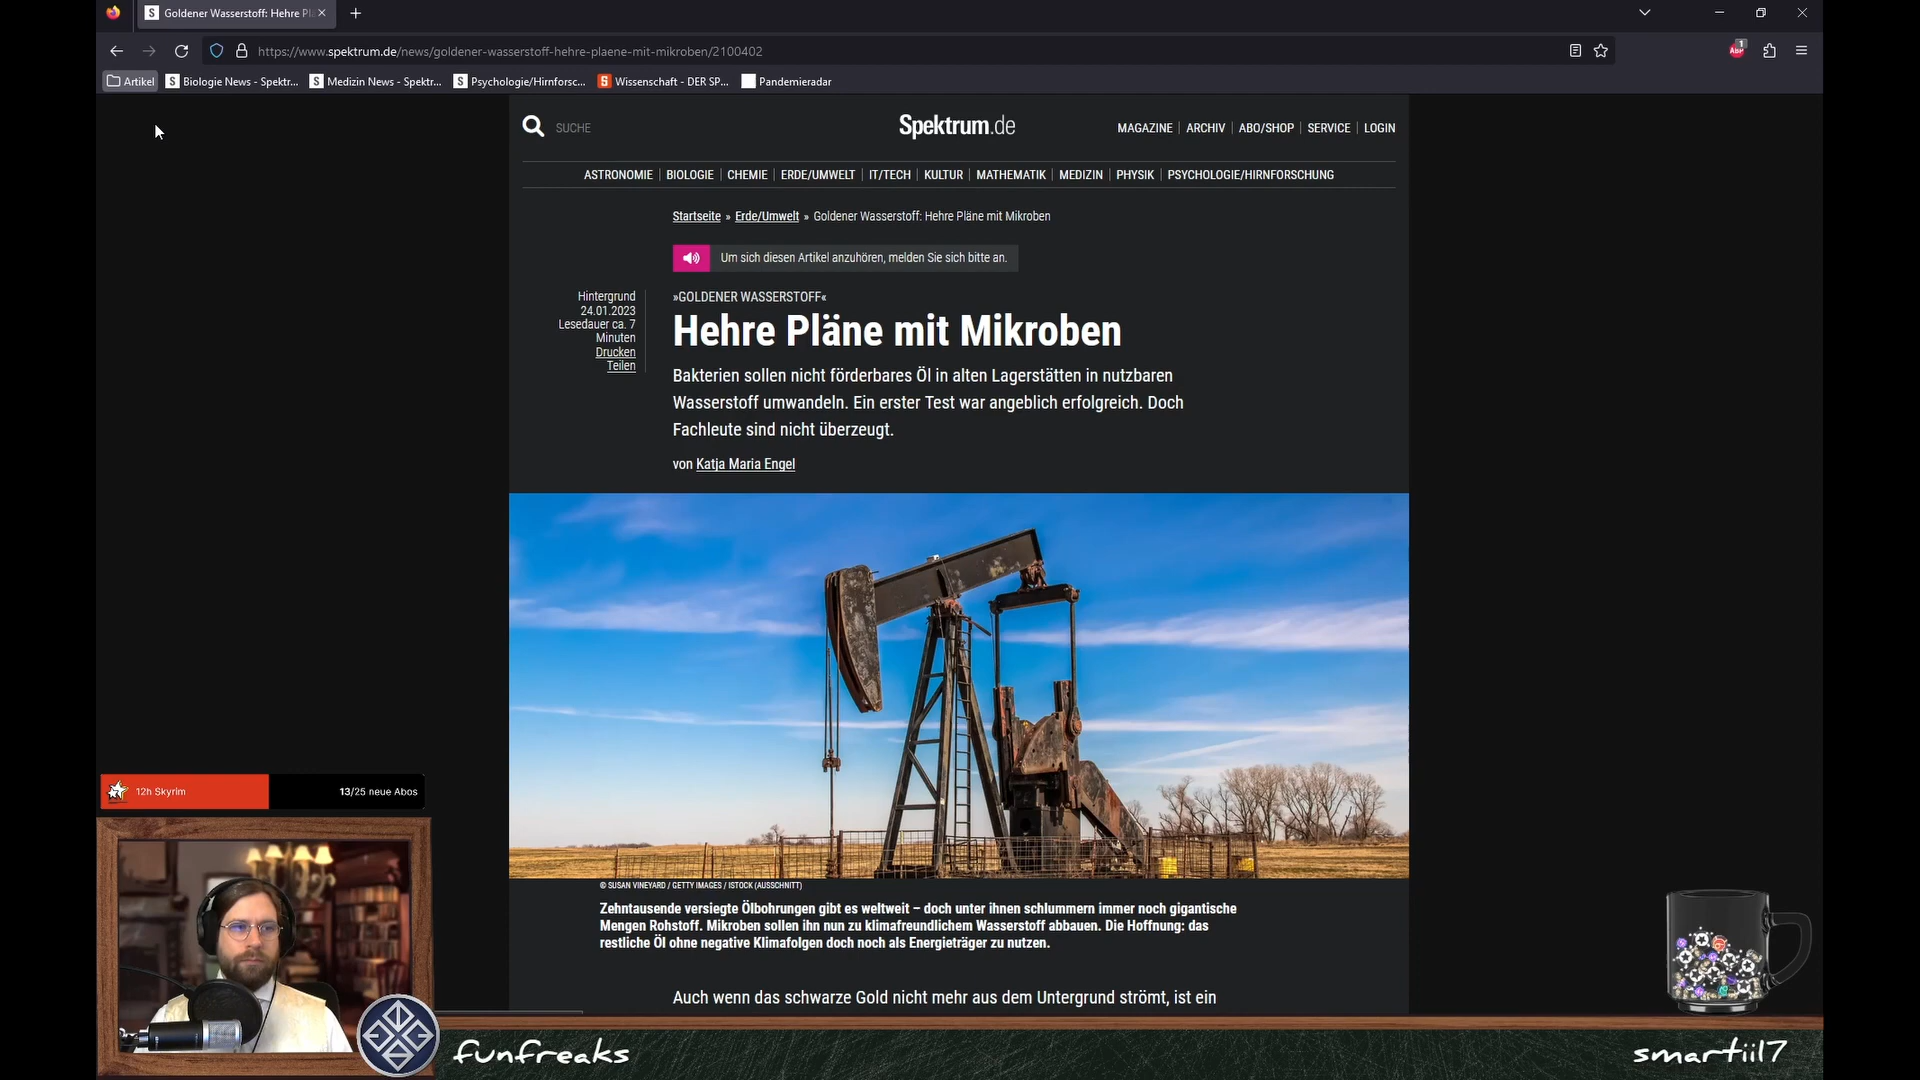 Goldener Wasserstoff: Hehre Pl
https://www.spektrum.de/news/goldener-wasserstoff-hehre-plaene-mit-mikroben/2100402
ABP
1
Artikel
Biologie News - Spektr...
Medizin News - Spektr...
Psychologie/Hirnforsc...
Wissenschaft - DER SP...
Pandemieradar
SUCHE
Spektrum.de
MAGAZINE | ARCHIV | ABO/SHOP | SERVICE | LOGIN
ASTRONOMIE | BIOLOGIE | CHEMIE | ERDE/UMWELT | IT/TECH | KULTUR | MATHEMATIK | MEDIZIN | PHYSIK | PSYCHOLOGIE/HIRNFORSCHUNG
Startseite » Erde/Umwelt » Goldener Wasserstoff: Hehre Pläne mit Mikroben
Um sich diesen Artikel anzuhören, melden Sie sich bitte an.
Hintergrund
24.01.2023
Lesedauer ca. 7
Minuten
Drucken
Teilen
»GOLDENER WASSERSTOFF«
Hehre Pläne mit Mikroben
Bakterien sollen nicht förderbares Öl in alten Lagerstätten in nutzbaren
Wasserstoff umwandeln. Ein erster Test war angeblich erfolgreich. Doch
Fachleute sind nicht überzeugt.
von Katja Maria Engel
© SUSAN VINEYARD / GETTY IMAGES / ISTOCK (AUSSCHNITT)
Zehntausende versiegte Ölbohrungen gibt es weltweit – doch unter ihnen schlummern immer noch gigantische
Mengen Rohstoff. Mikroben sollen ihn nun zu klimafreundlichem Wasserstoff abbauen. Die Hoffnung: das
restliche Öl ohne negative Klimafolgen doch noch als Energieträger zu nutzen.
Auch wenn das schwarze Gold nicht mehr aus dem Untergrund strömt, ist ein
12h Skyrim
13/25 neue Abos
funfreaks
smartii17